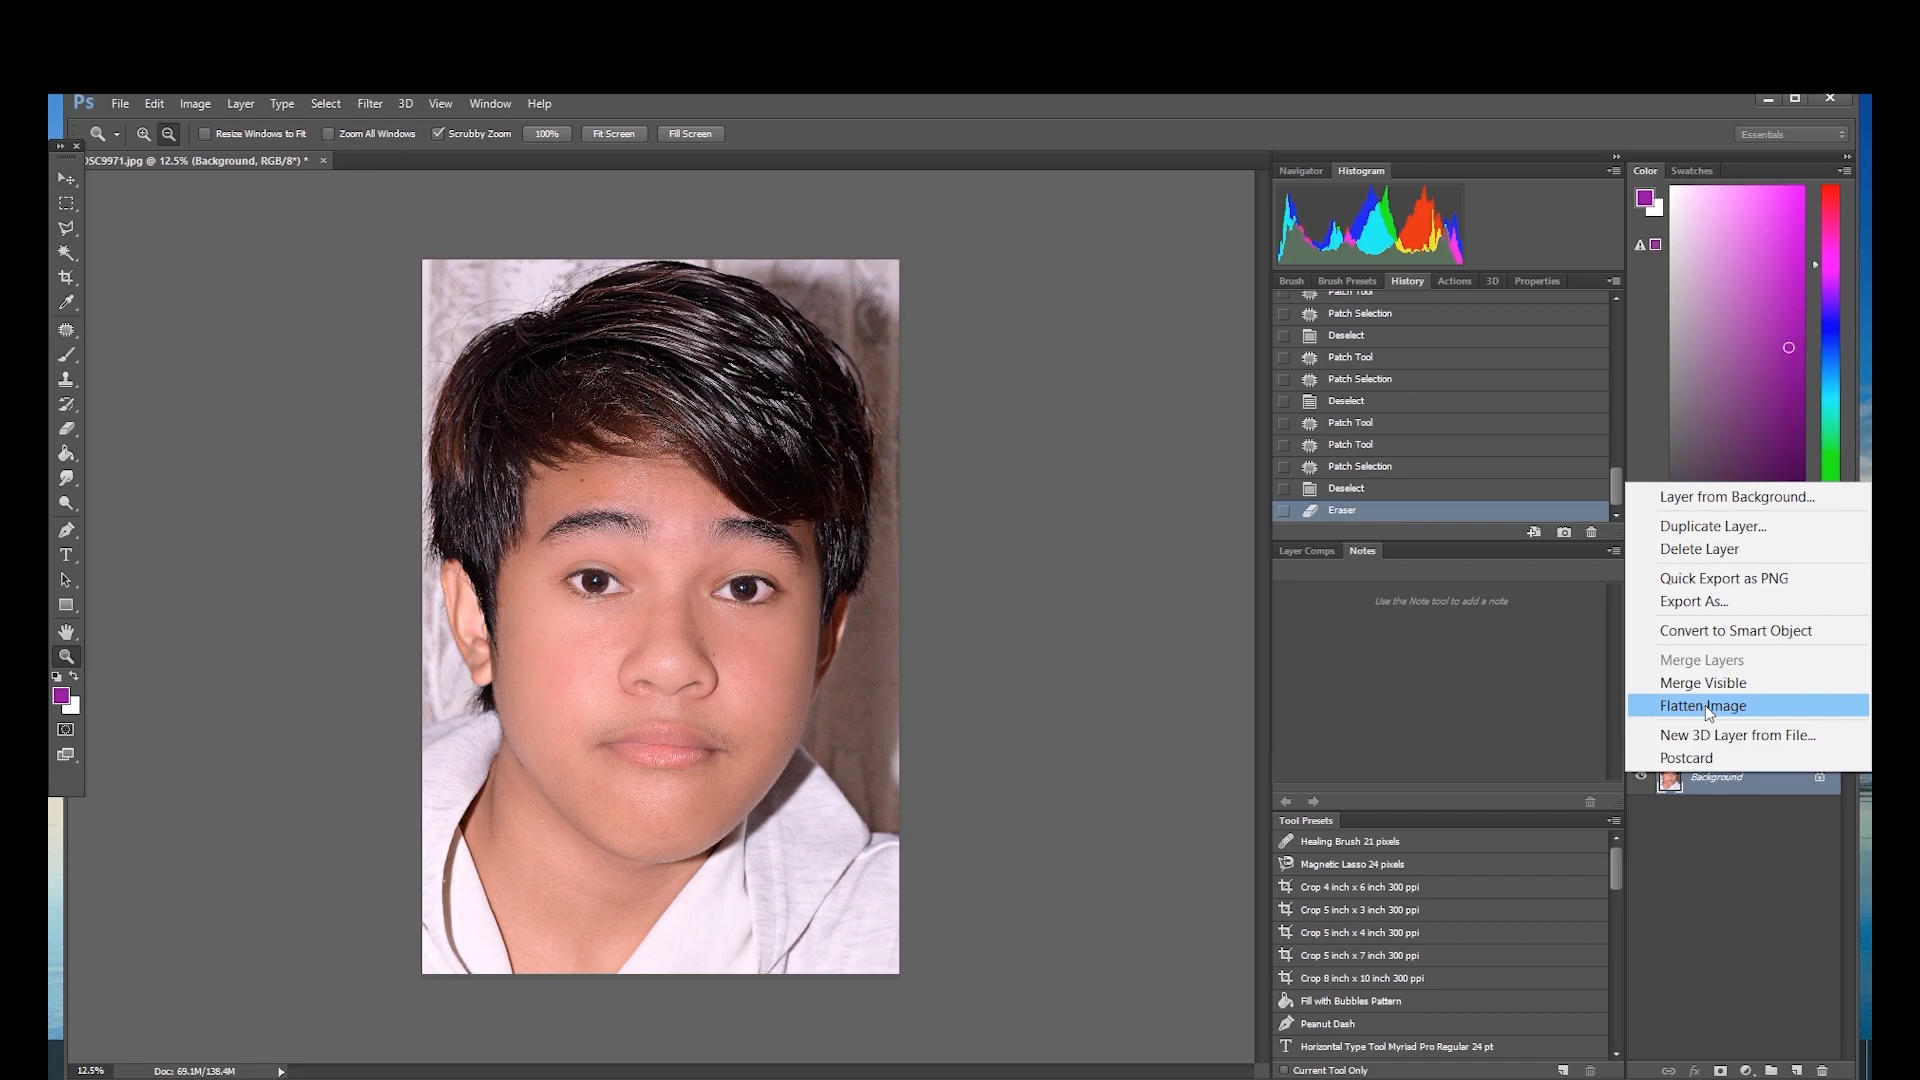 Ps File Edit Image Layer Type Select Filter 3D View Window Help
Resize Windows to Fit Zoom All Windows Scrubby Zoom 100% Fit Screen Fill Screen Essentials
DSC9971.jpg @ 12.5% (Background, RGB/8*) * ×
Navigator Histogram
Color Swatches
Brush Brush Presets History Actions 3D Properties
Patch Tool
Patch Selection
Deselect
Patch Tool
Patch Selection
Deselect
Patch Tool
Patch Tool
Patch Selection
Deselect
Eraser
Layer Comps Notes
Use the Note tool to add a note
Layer from Background...
Duplicate Layer...
Delete Layer
Quick Export as PNG
Export As...
Convert to Smart Object
Merge Layers
Merge Visible
Flatten Image
New 3D Layer from File...
Postcard
Background
Tool Presets
Healing Brush 21 pixels
Magnetic Lasso 24 pixels
Crop 4 inch x 6 inch 300 ppi
Crop 5 inch x 3 inch 300 ppi
Crop 5 inch x 4 inch 300 ppi
Crop 5 inch x 7 inch 300 ppi
Crop 8 inch x 10 inch 300 ppi
Fill with Bubbles Pattern
Peanut Dash
Horizontal Type Tool Myriad Pro Regular 24 pt
Current Tool Only
12.5% Doc: 69.1M/138.4M